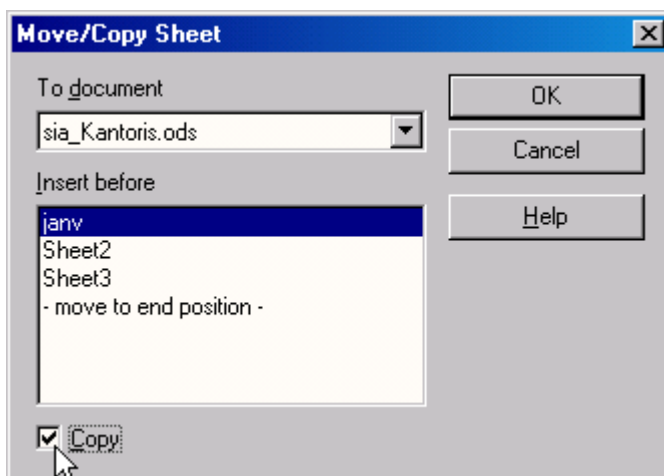 Move/Copy Sheet
To document
sia_Kantoris.ods
Insert before
janv
Sheet2
Sheet3
- move to end position -
Copy
OK
Cancel
Help